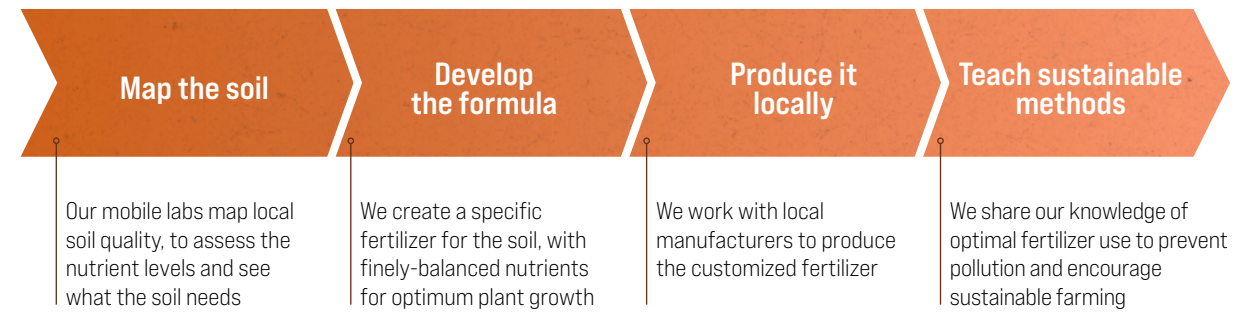 Map the soil
Develop
the formula
Produce it
locally
Teach sustainable
methods
Our mobile labs map local
soil quality, to assess the
nutrient levels and see
what the soil needs
We create a specific
fertilizer for the soil, with
finely-balanced nutrients
for optimum plant growth
We work with local
manufacturers to produce
the customized fertilizer
We share our knowledge of
optimal fertilizer use to prevent
pollution and encourage
sustainable farming